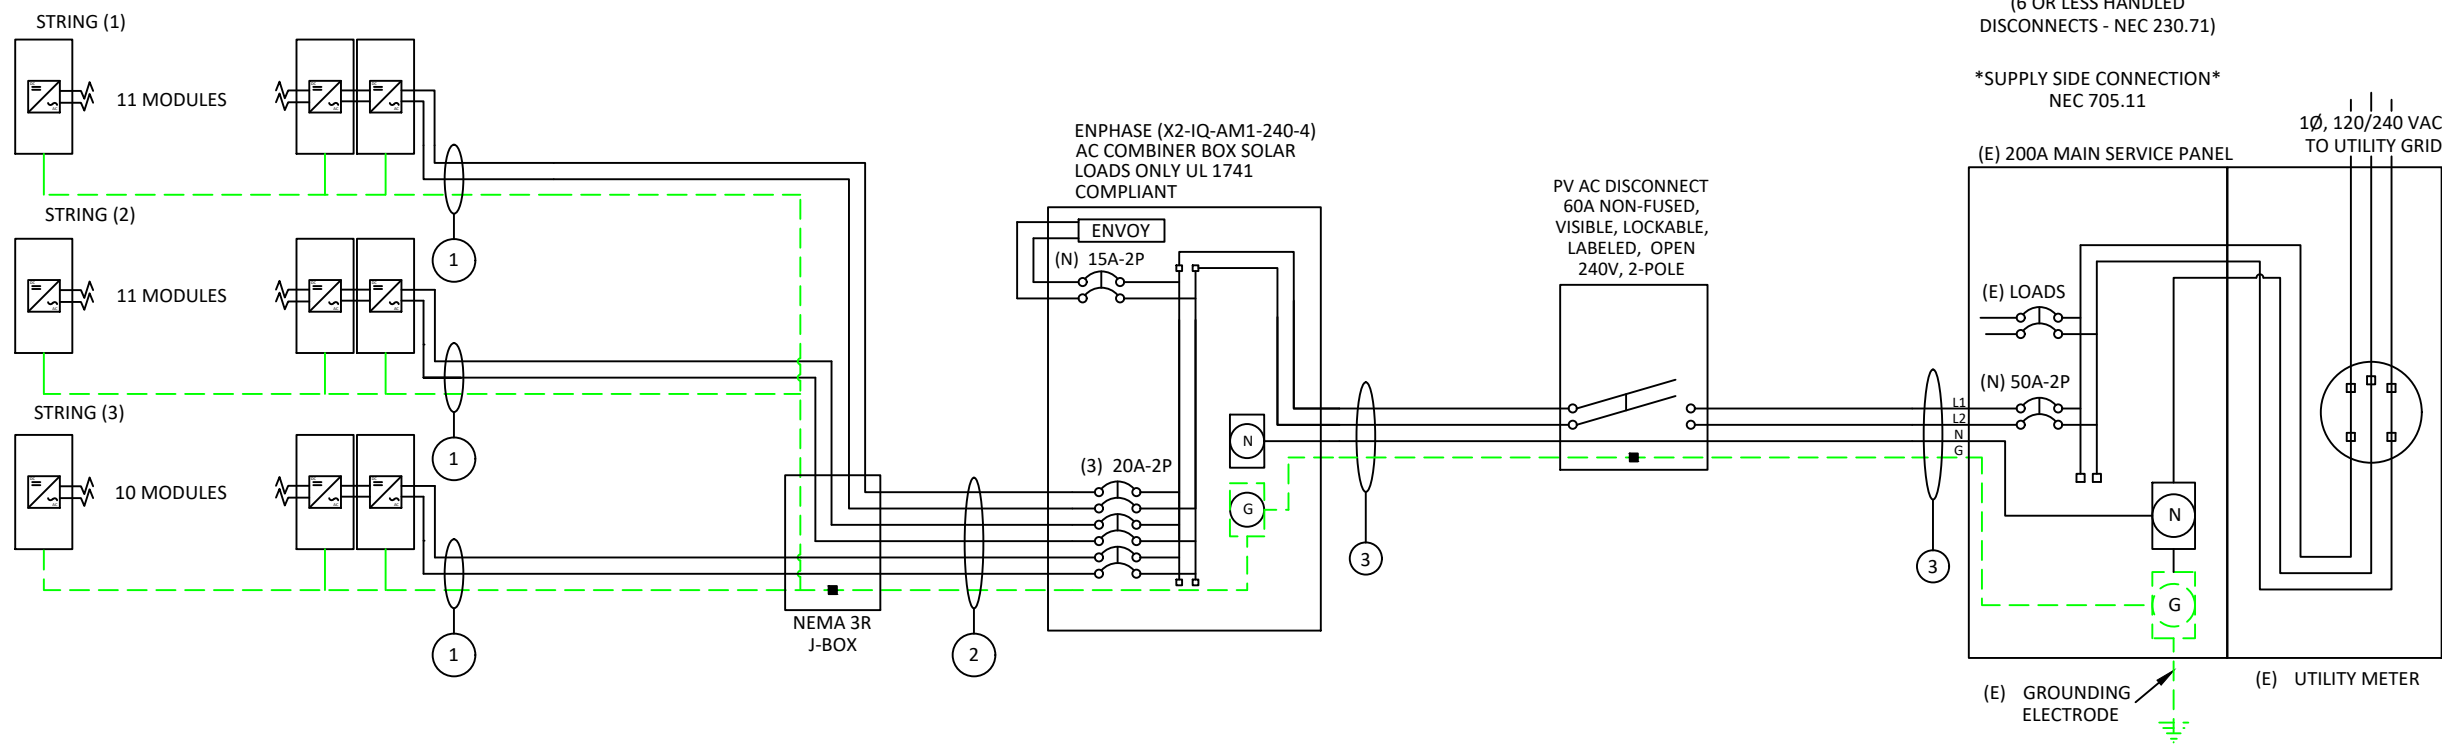 STRING (1)
11 MODULES
1
STRING (2)
11 MODULES
1
STRING (3)
10 MODULES
1
NEMA 3R
J-BOX
2
ENPHASE (X2-IQ-AM1-240-4)
AC COMBINER BOX SOLAR
LOADS ONLY UL 1741
COMPLIANT
ENVOY
(N) 15A-2P
(3) 20A-2P
N
G
3
PV AC DISCONNECT
60A NON-FUSED,
VISIBLE, LOCKABLE,
LABELED, OPEN
240V, 2-POLE
3
L1
L2
N
G
(6 OR LESS HANDLED
DISCONNECTS - NEC 230.71)
*SUPPLY SIDE CONNECTION*
NEC 705.11
(E) 200A MAIN SERVICE PANEL
(E) LOADS
(N) 50A-2P
N
G
1Ø, 120/240 VAC
TO UTILITY GRID
(E) GROUNDING
ELECTRODE
(E) UTILITY METER